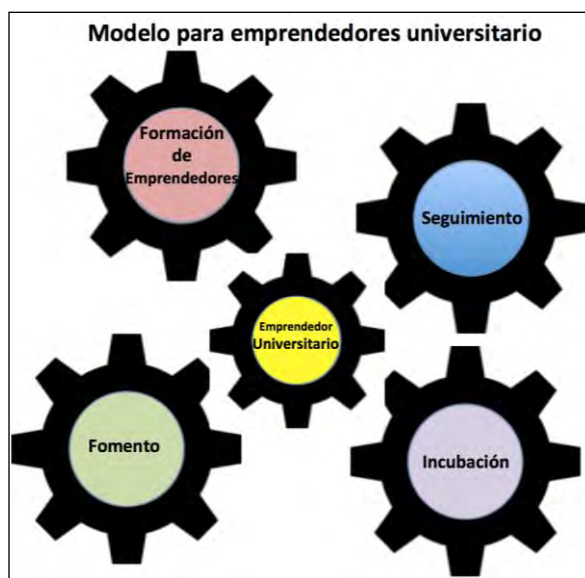 Modelo para emprendedores universitario
Formación
de
Emprendedores
Seguimiento
Emprendedor
Universitario
Fomento
Incubación